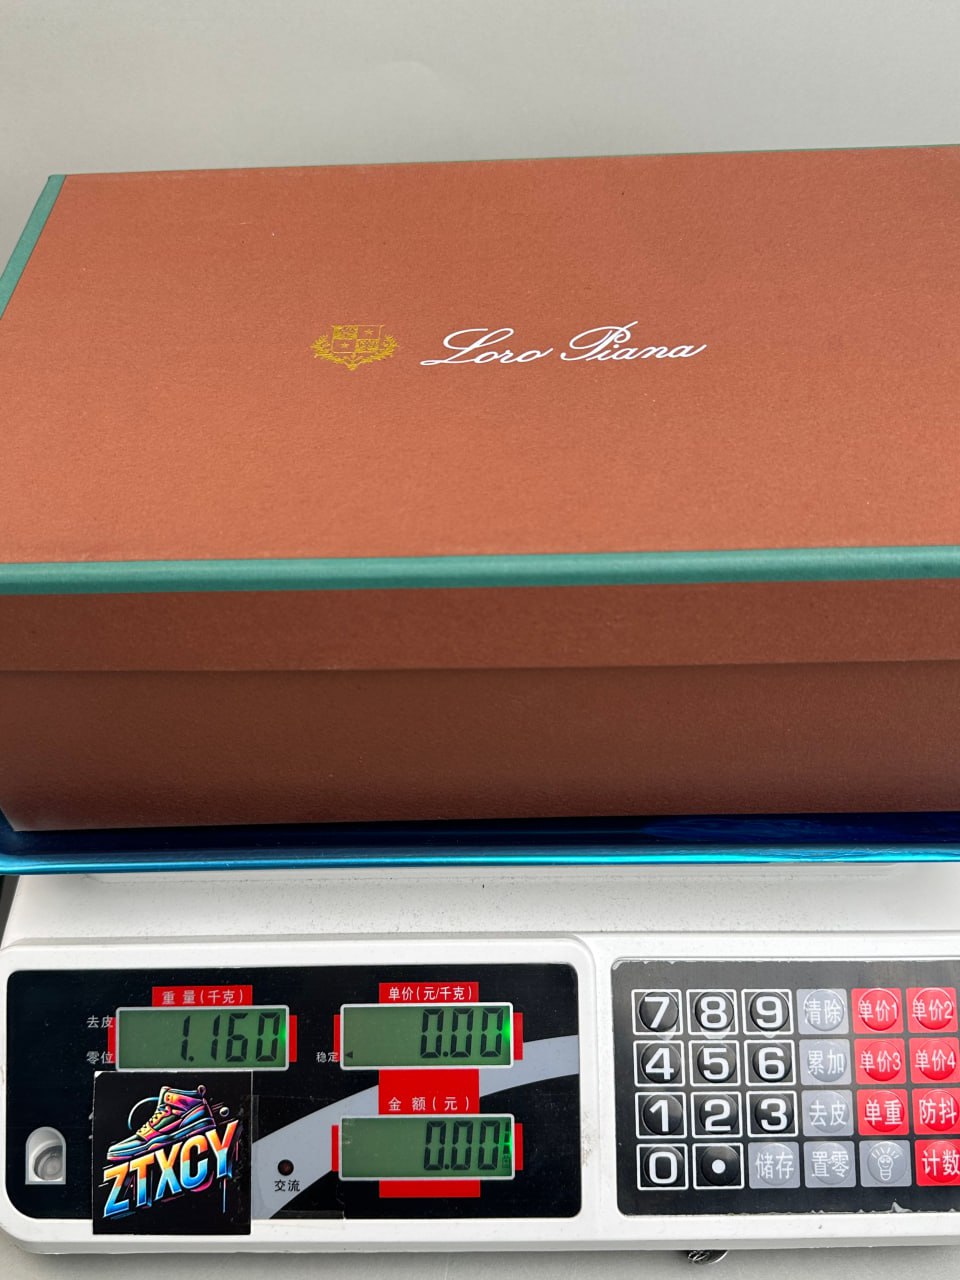 Loro Piana
重量(千克)
单价(元/千克)
去皮
零位
1.160
稳定
0.00
金额(元)
0.00
交流
ZTXCY
7 8 9 清除 单价1 单价2
4 5 6 累加 单价3 单价4
1 2 3 去皮 单重 防抖
0 . 储存 置零 计数